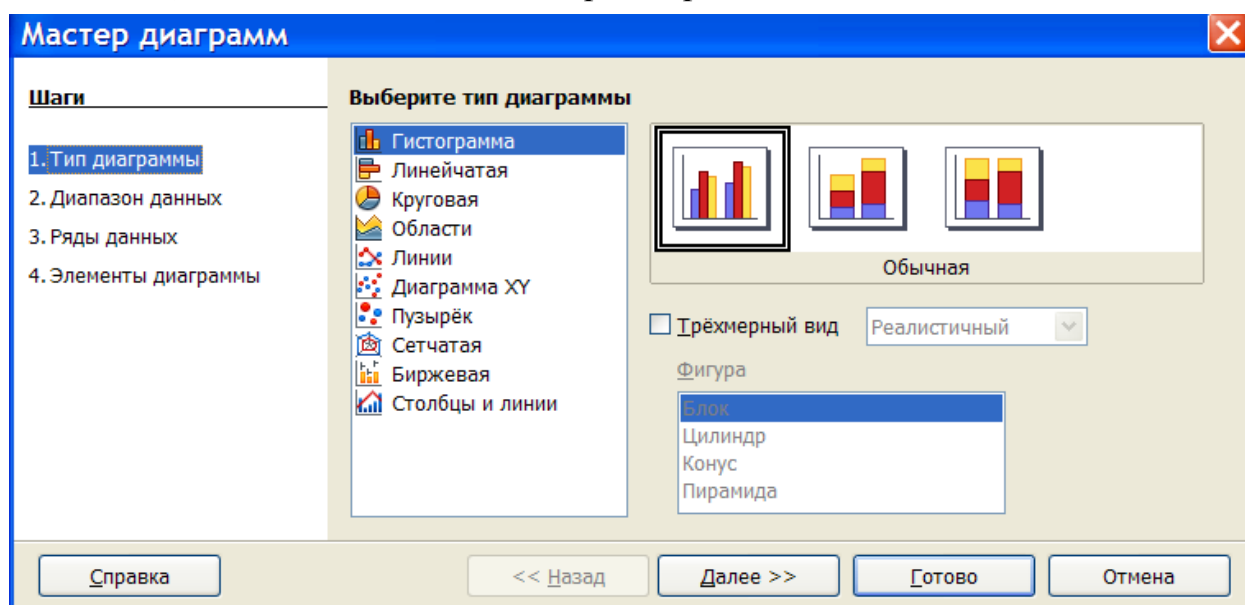 Мастер диаграмм
Шаги
1. Тип диаграммы
2. Диапазон данных
3. Ряды данных
4. Элементы диаграммы
Выберите тип диаграммы
Гистограмма
Линейчатая
Круговая
Области
Линии
Диаграмма XY
Пузырёк
Сетчатая
Биржевая
Столбцы и линии
Обычная
Трёхмерный вид
Реалистичный
Фигура
Блок
Цилиндр
Конус
Пирамида
Справка
<< Назад
Далее >>
Готово
Отмена